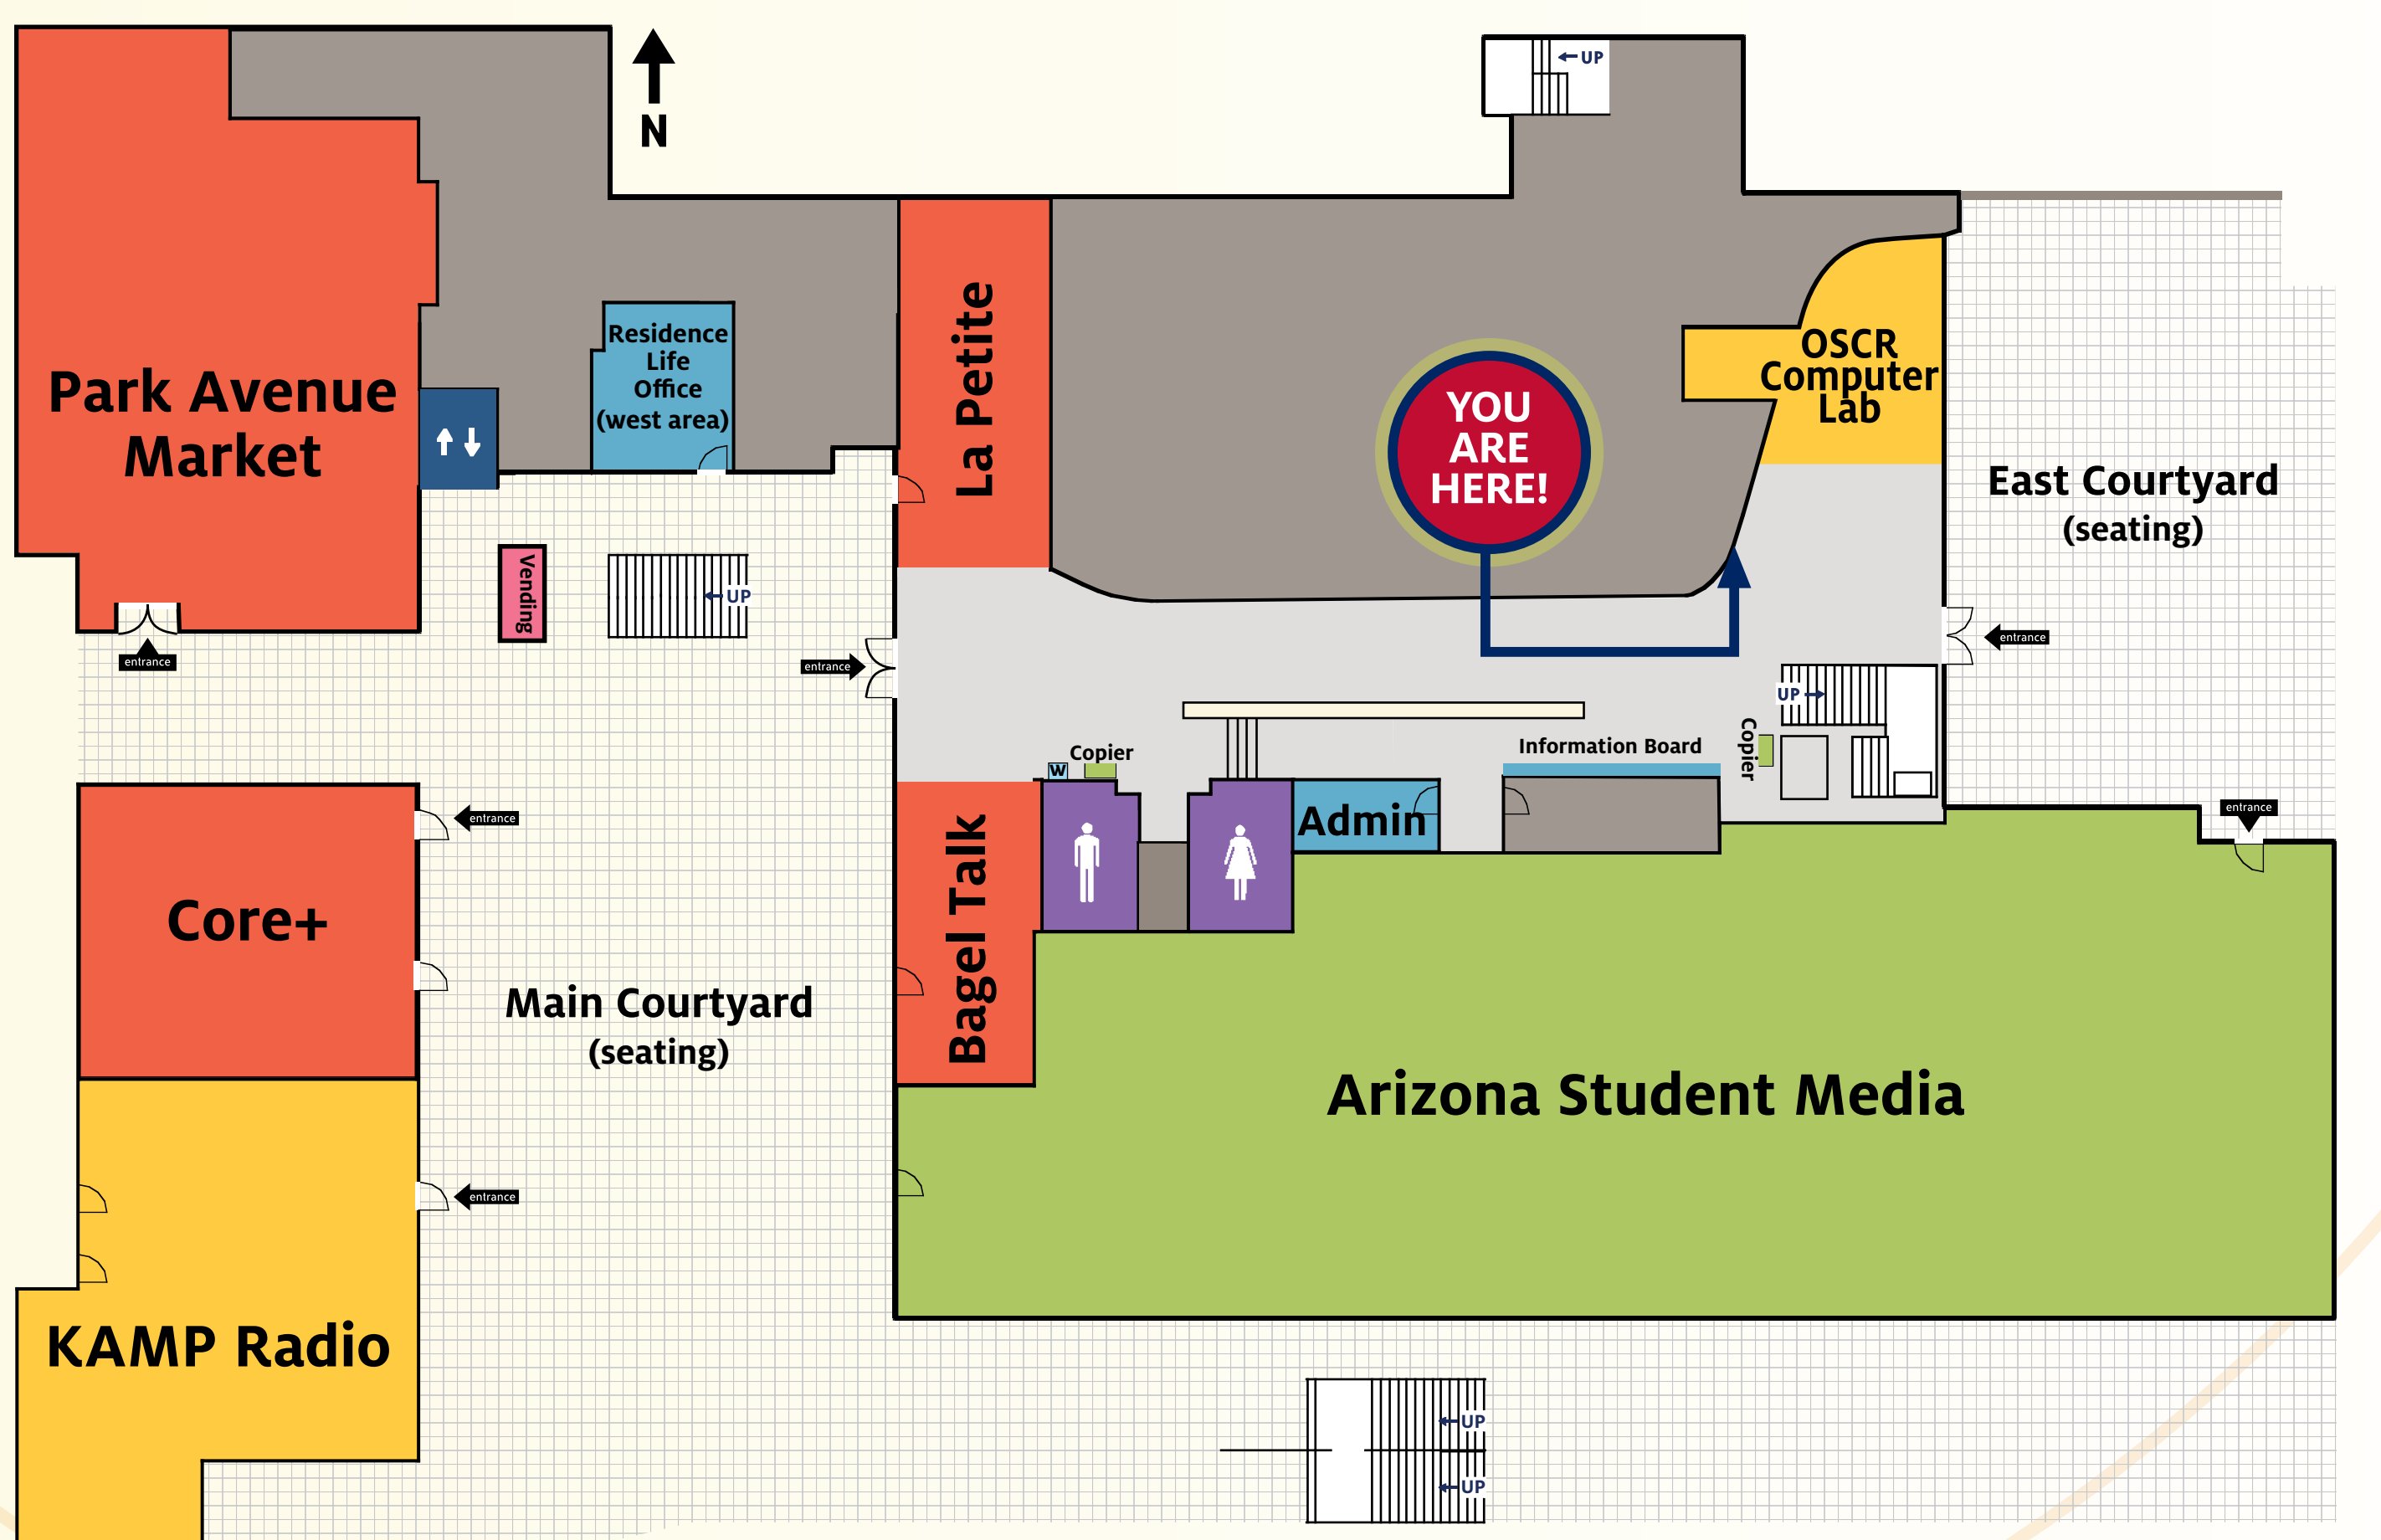 UP
N
Residence
Life
Office
(west area)
La Petite
Park Avenue
Market
YOU
ARE
HERE!
OSCR
Computer
Lab
East Courtyard
(seating)
Vending
UP
entrance
entrance
entrance
UP
Copier
W
Information Board
Copier
entrance
entrance
Admin
Core+
Bagel Talk
Main Courtyard
(seating)
Arizona Student Media
entrance
KAMP Radio
UP
UP